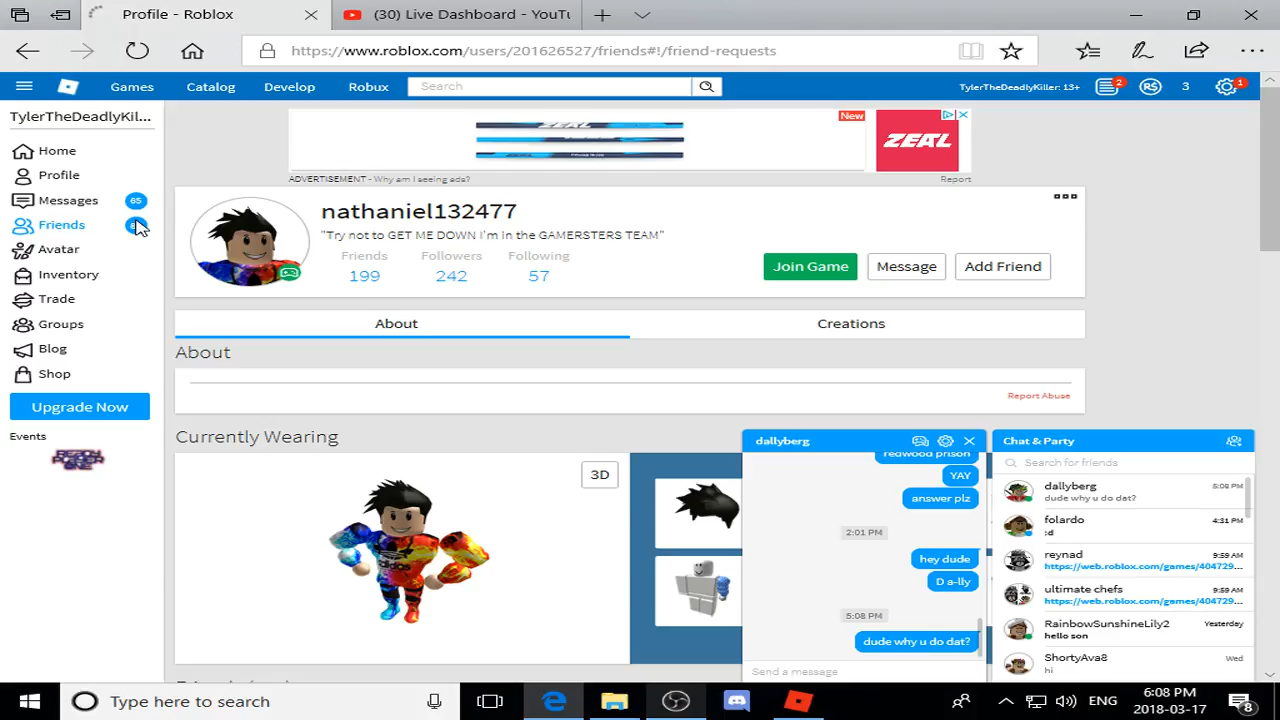 Profile - Roblox
(30) Live Dashboard - YouTu
https://www.roblox.com/users/201626527/friends#!/friend-requests
Games
Catalog
Develop
Robux
Search
TylerTheDeadlyKiller: 13+
2
R$
3
1
TylerTheDeadlyKil...
Home
Profile
Messages
65
Friends
Avatar
Inventory
Trade
Groups
Blog
Shop
Upgrade Now
Events
READY PLAYER ONE
ZEAL
New
ZEAL
ADVERTISEMENT - Why am I seeing ads?
Report
nathaniel132477
"Try not to GET ME DOWN I'm in the GAMERSTERS TEAM"
Friends
Followers
Following
199
242
57
Join Game
Message
Add Friend
About
Creations
About
Report Abuse
Currently Wearing
3D
adidas
dallyberg
redwood prison
YAY
answer plz
2:01 PM
hey dude
D a-lly
5:08 PM
dude why u do dat?
Send a message
Chat & Party
Search for friends
dallyberg
5:08 PM
dude why u do dat?
folardo
4:31 PM
:d
reynad
9:59 AM
https://web.roblox.com/games/404729...
ultimate chefs
9:59 AM
https://web.roblox.com/games/404729...
RainbowSunshineLily2
Yesterday
hello son
ShortyAva8
Wed
hi
Type here to search
ENG
6:08 PM
2018-03-17
8